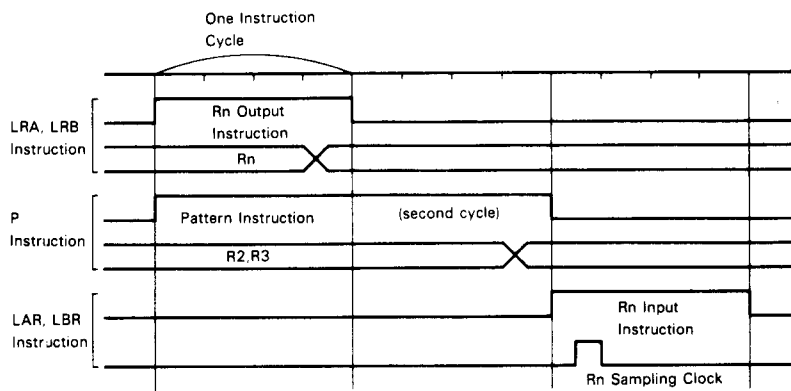 One Instruction
Cycle
LRA, LRB
Instruction
Rn Output
Instruction
Rn
P
Instruction
Pattern Instruction
(second cycle)
R2,R3
LAR, LBR
Instruction
Rn Input
Instruction
Rn Sampling Clock